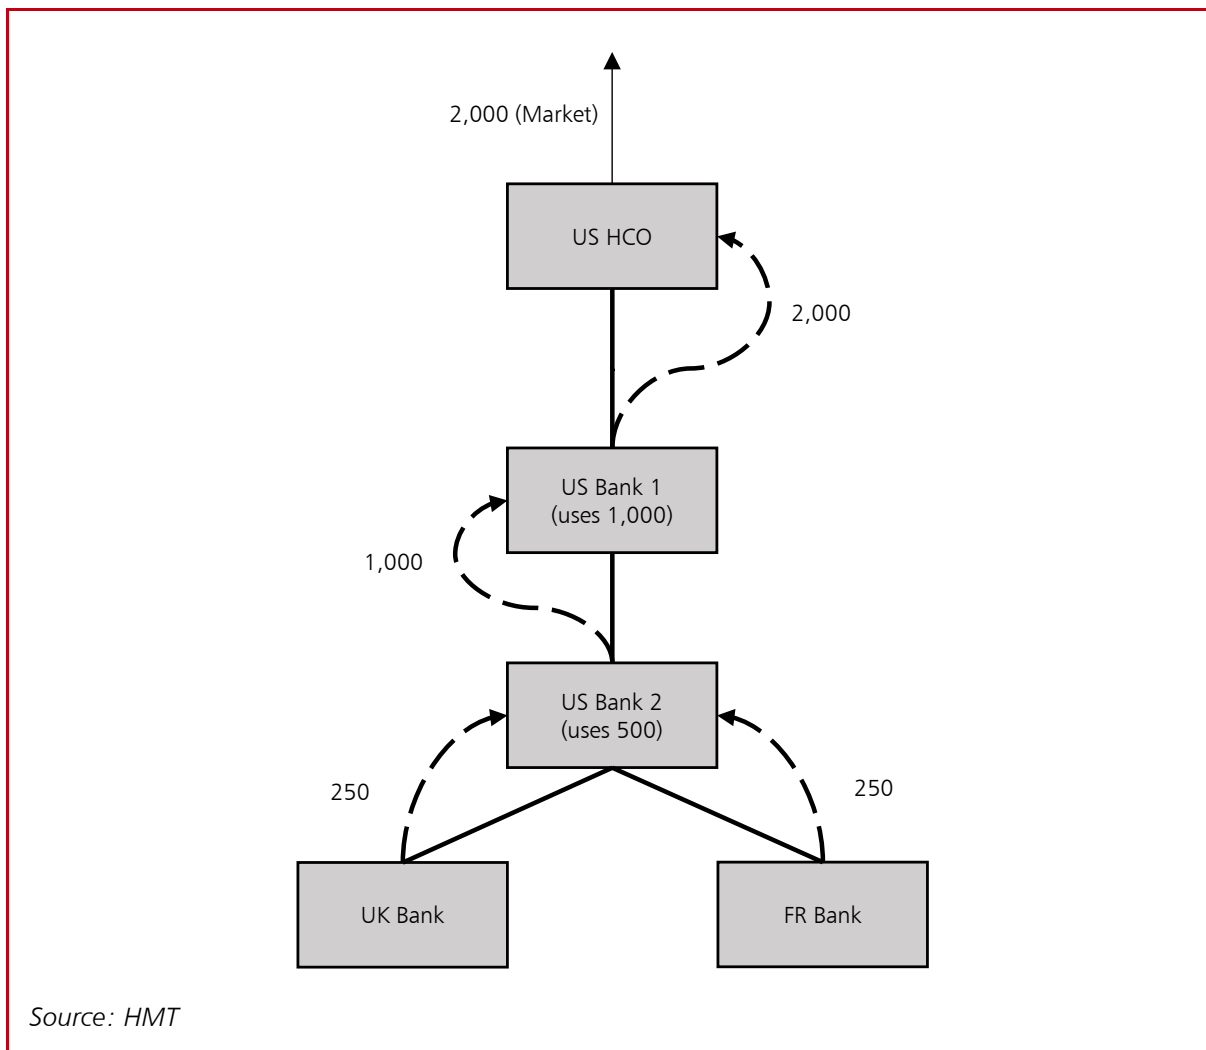 2,000 (Market)
US HCO
2,000
US Bank 1
(uses 1,000)
1,000
US Bank 2
(uses 500)
250
250
UK Bank
FR Bank
Source: HMT